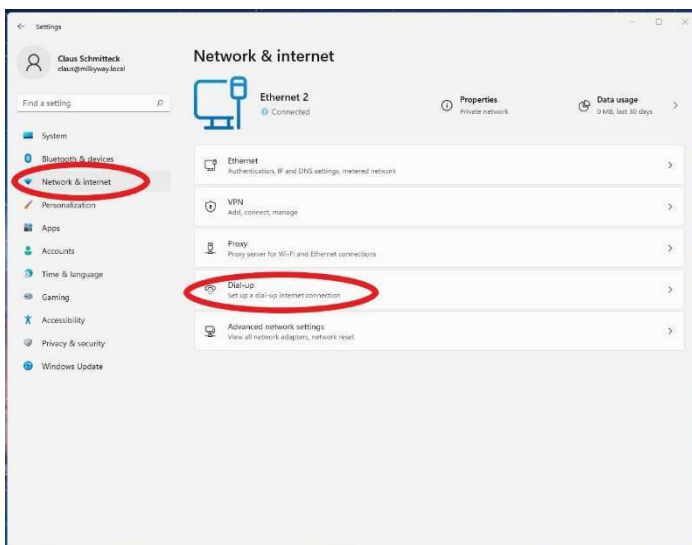 Settings
Claus Schmitteck
claus@milkyway.local
Find a setting
System
Bluetooth & devices
Network & internet
Personalization
Apps
Accounts
Time & language
Gaming
Accessibility
Privacy & security
Windows Update
Network & internet
Ethernet 2
Connected
Properties
Private network
Data usage
0 MB, last 30 days
Ethernet
Authentication, IP and DNS settings, metered network
VPN
Add, connect, manage
Proxy
Proxy server for Wi-Fi and Ethernet connections
Dial-up
Set up a dial-up internet connection
Advanced network settings
View all network adapters, network reset